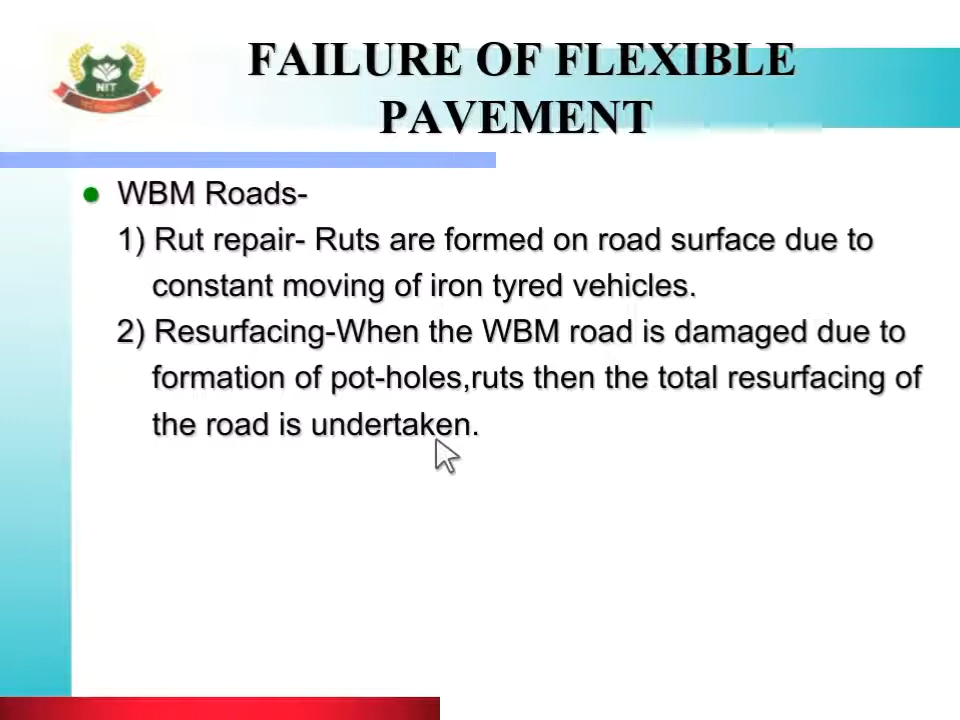 NIT
FAILURE OF FLEXIBLE
PAVEMENT
WBM Roads-
1) Rut repair- Ruts are formed on road surface due to
constant moving of iron tyred vehicles.
2) Resurfacing-When the WBM road is damaged due to
formation of pot-holes,ruts then the total resurfacing of
the road is undertaken.